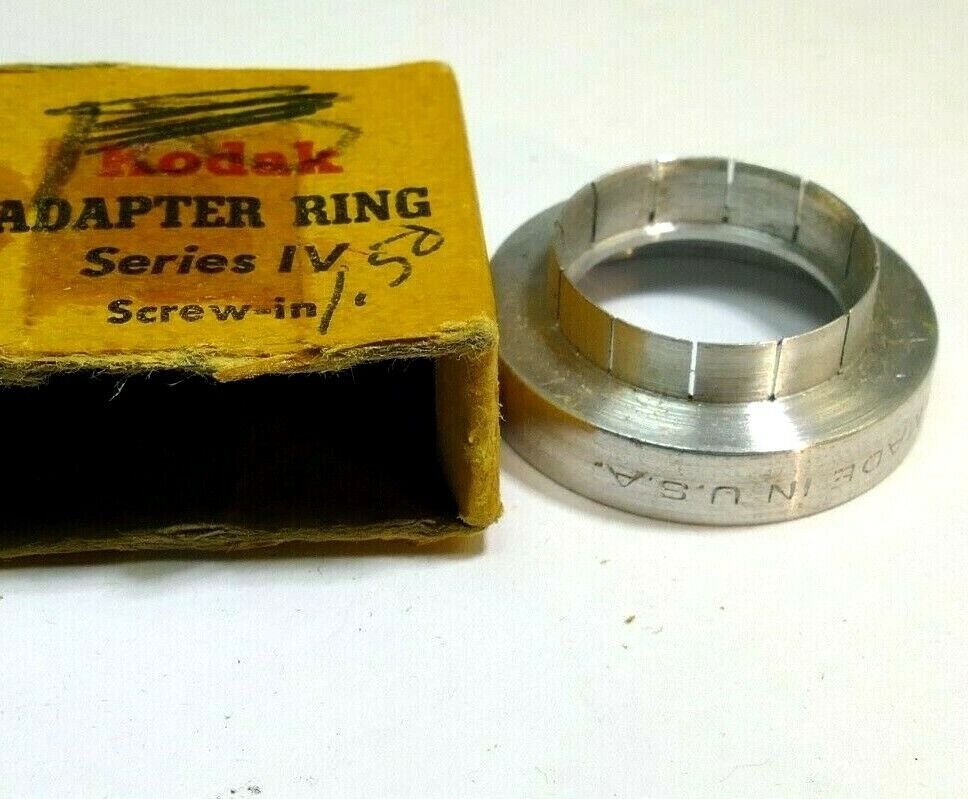 Kodak
ADAPTER RING
Series IV
Screw-in
1.50
MADE IN U.S.A.